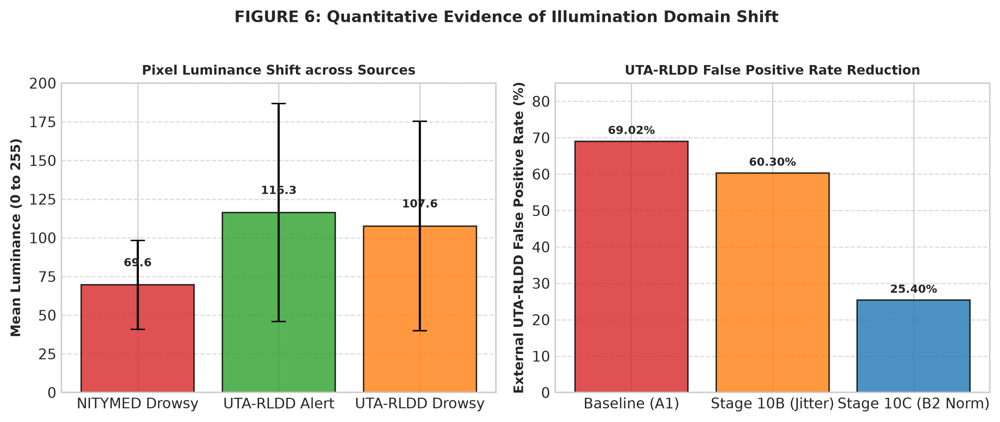 FIGURE 6: Quantitative Evidence of Illumination Domain Shift
Pixel Luminance Shift across Sources
Mean Luminance (0 to 255)
200
175
150
125
100
75
50
25
0
69.6
116.3
107.6
NITYMED Drowsy
UTA-RLDD Alert
UTA-RLDD Drowsy
UTA-RLDD False Positive Rate Reduction
External UTA-RLDD False Positive Rate (%)
80
70
60
50
40
30
20
10
0
69.02%
60.30%
25.40%
Baseline (A1)
Stage 10B (Jitter)
Stage 10C (B2 Norm)